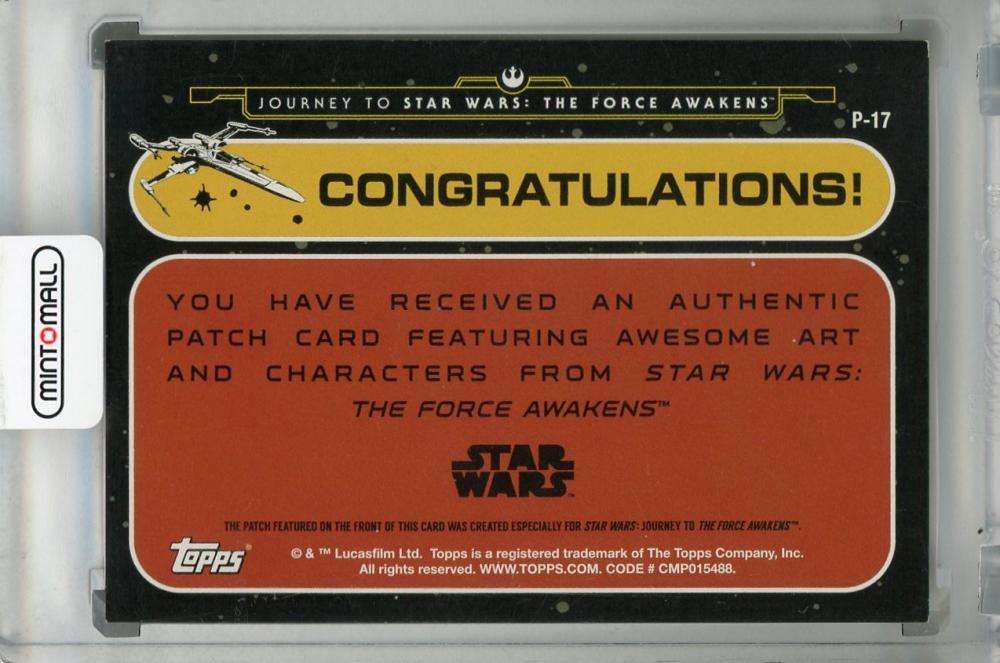 JOURNEY TO STAR WARS: THE FORCE AWAKENS™
P-17
CONGRATULATIONS!
YOU HAVE RECEIVED AN AUTHENTIC
PATCH CARD FEATURING AWESOME ART
AND CHARACTERS FROM STAR WARS:
THE FORCE AWAKENS™
STAR
WARS™
THE PATCH FEATURED ON THE FRONT OF THIS CARD WAS CREATED ESPECIALLY FOR STAR WARS: JOURNEY TO THE FORCE AWAKENS™.
topps®
© & ™ Lucasfilm Ltd. Topps is a registered trademark of The Topps Company, Inc.
All rights reserved. WWW.TOPPS.COM. CODE # CMP015488.
MINTOMALL